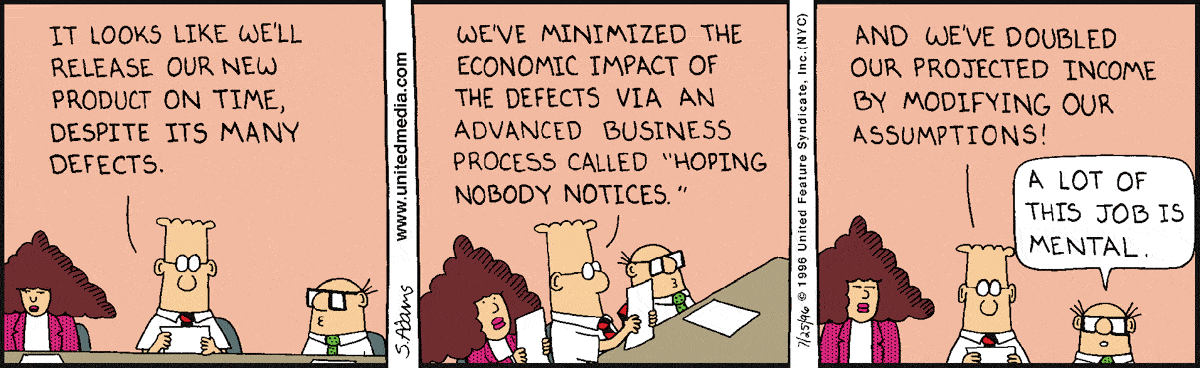 IT LOOKS LIKE WE'LL
RELEASE OUR NEW
PRODUCT ON TIME,
DESPITE ITS MANY
DEFECTS.
www.unitedmedia.com
S. Adams
WE'VE MINIMIZED THE
ECONOMIC IMPACT OF
THE DEFECTS VIA AN
ADVANCED BUSINESS
PROCESS CALLED "HOPING
NOBODY NOTICES."
7/25/96 © 1996 United Feature Syndicate, Inc.(NYC)
AND WE'VE DOUBLED
OUR PROJECTED INCOME
BY MODIFYING OUR
ASSUMPTIONS!
A LOT OF
THIS JOB IS
MENTAL.